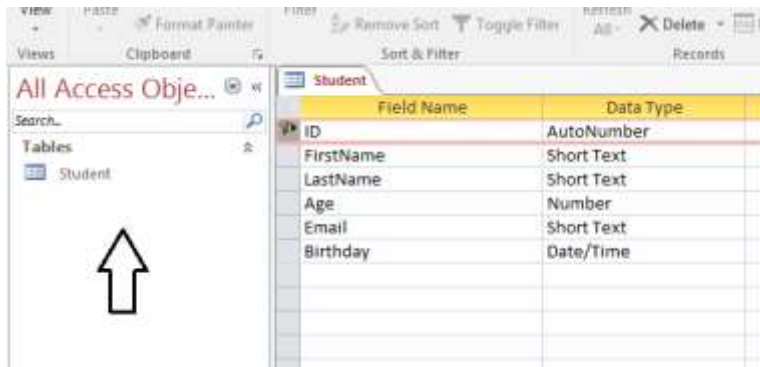 View Paste Format Painter Filter Remove Sort Toggle Filter Refresh All Delete
Views Clipboard Sort & Filter Records
All Access Obje...
Search...
Tables
Student
Student
Field Name Data Type
ID AutoNumber
FirstName Short Text
LastName Short Text
Age Number
Email Short Text
Birthday Date/Time